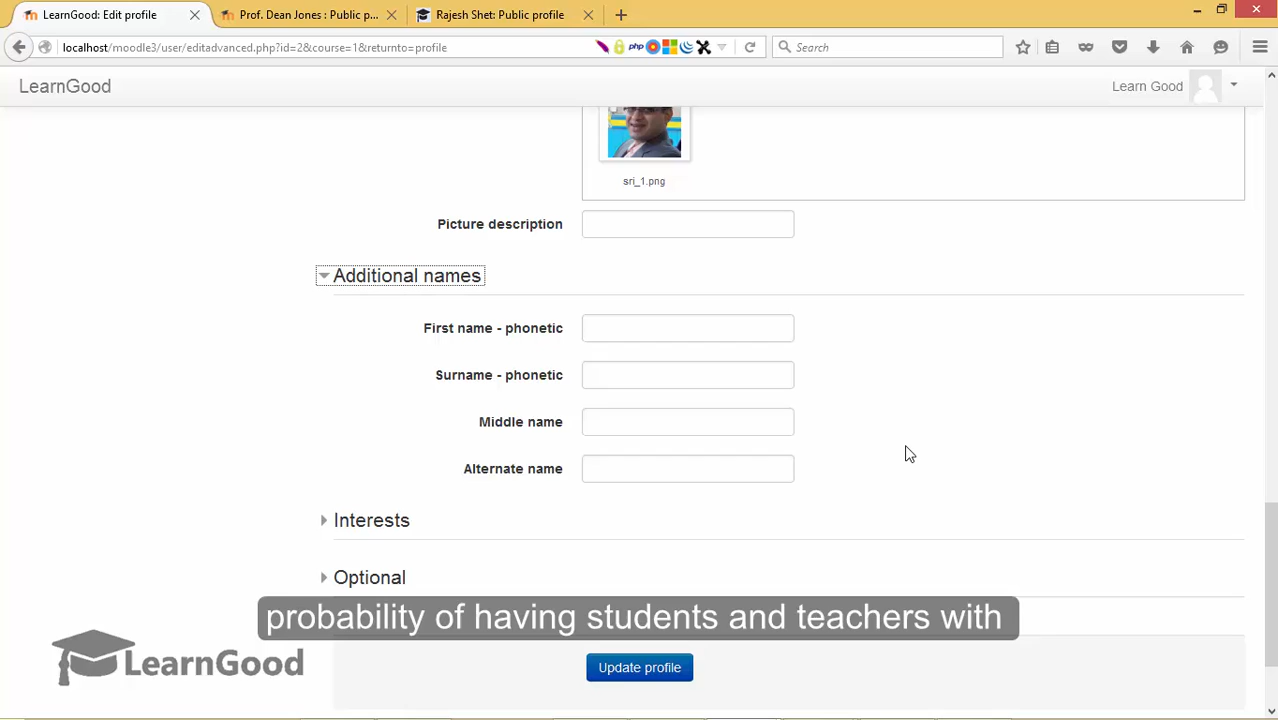 LearnGood: Edit profile
Prof. Dean Jones : Public p...
Rajesh Shet: Public profile
localhost/moodle3/user/editadvanced.php?id=2&course=1&returnto=profile
php
Search
LearnGood
Learn Good
sri_1.png
Picture description
Additional names
First name - phonetic
Surname - phonetic
Middle name
Alternate name
Interests
Optional
probability of having students and teachers with
LearnGood
Update profile